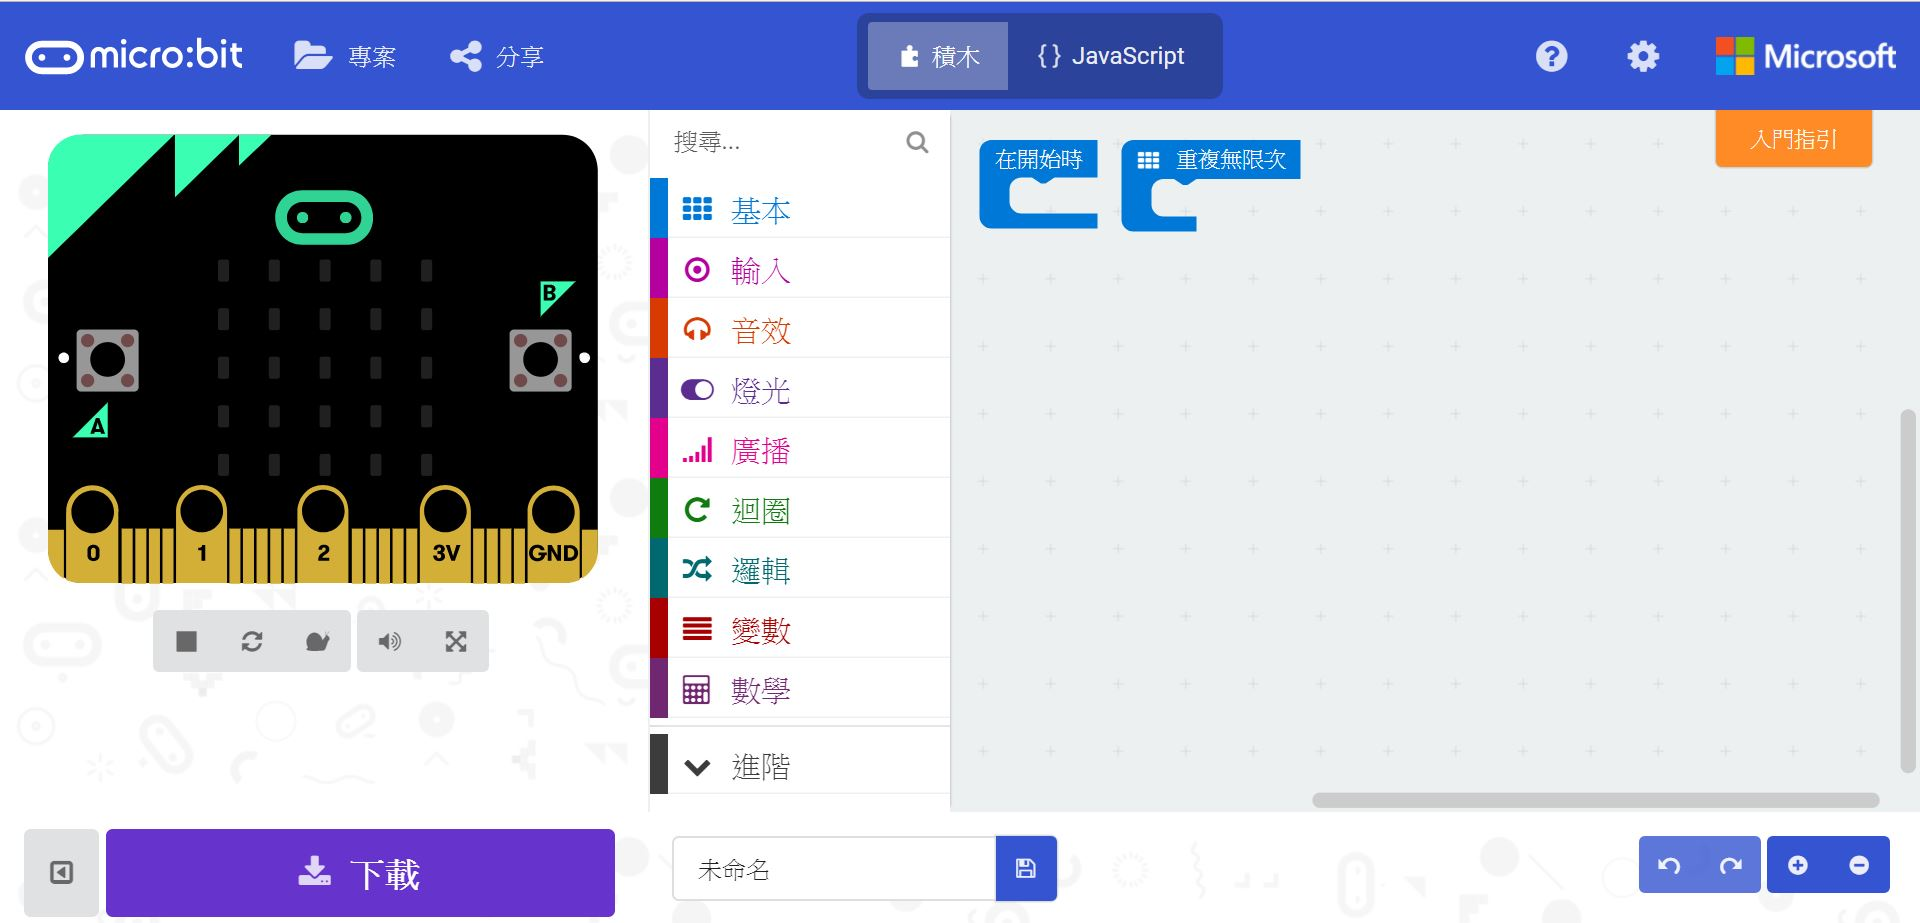 micro:bit 專案 分享 積木 {} JavaScript ? Microsoft
B
A
0 1 2 3V GND
搜尋...
基本
輸入
音效
燈光
廣播
迴圈
邏輯
變數
數學
進階
在開始時 重複無限次
入門指引
下載 未命名